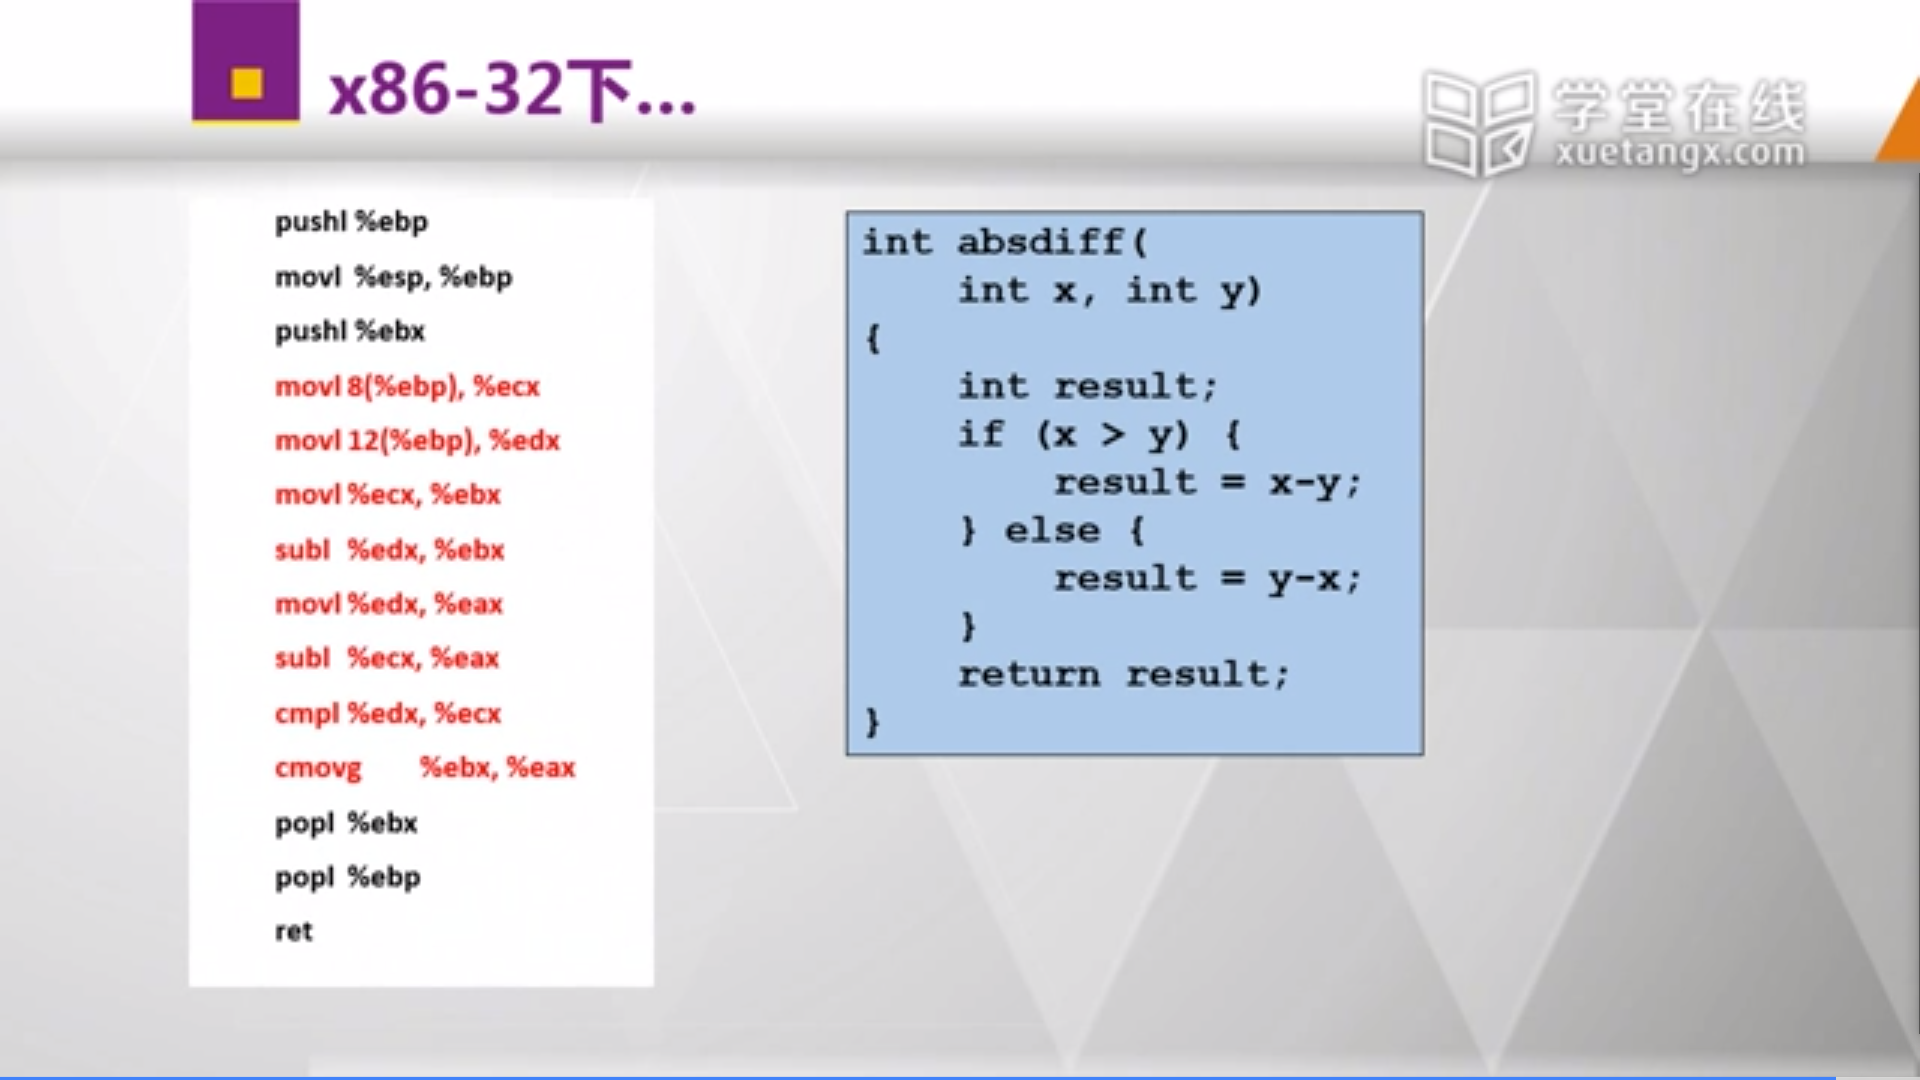 x86-32下...
学堂在线
xuetangx.com
pushl %ebp
movl %esp, %ebp
pushl %ebx
movl 8(%ebp), %ecx
movl 12(%ebp), %edx
movl %ecx, %ebx
subl %edx, %ebx
movl %edx, %eax
subl %ecx, %eax
cmpl %edx, %ecx
cmovg %ebx, %eax
popl %ebx
popl %ebp
ret
int absdiff(
int x, int y)
{
int result;
if (x > y) {
result = x-y;
} else {
result = y-x;
}
return result;
}